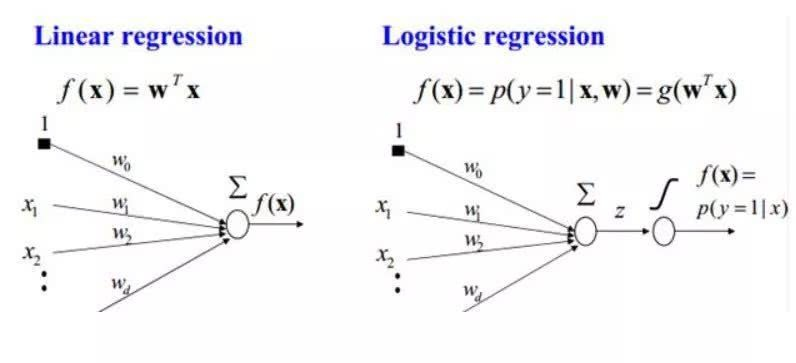 Linear regression
f(x) = wᵀx
1
w₀
x₁
w₁
x₂
w₂
w_d
Σ
f(x)
Logistic regression
f(x) = p(y=1|x,w) = g(wᵀx)
1
w₀
x₁
w₁
x₂
w₂
w_d
Σ
z
f(x)=
p(y=1|x)